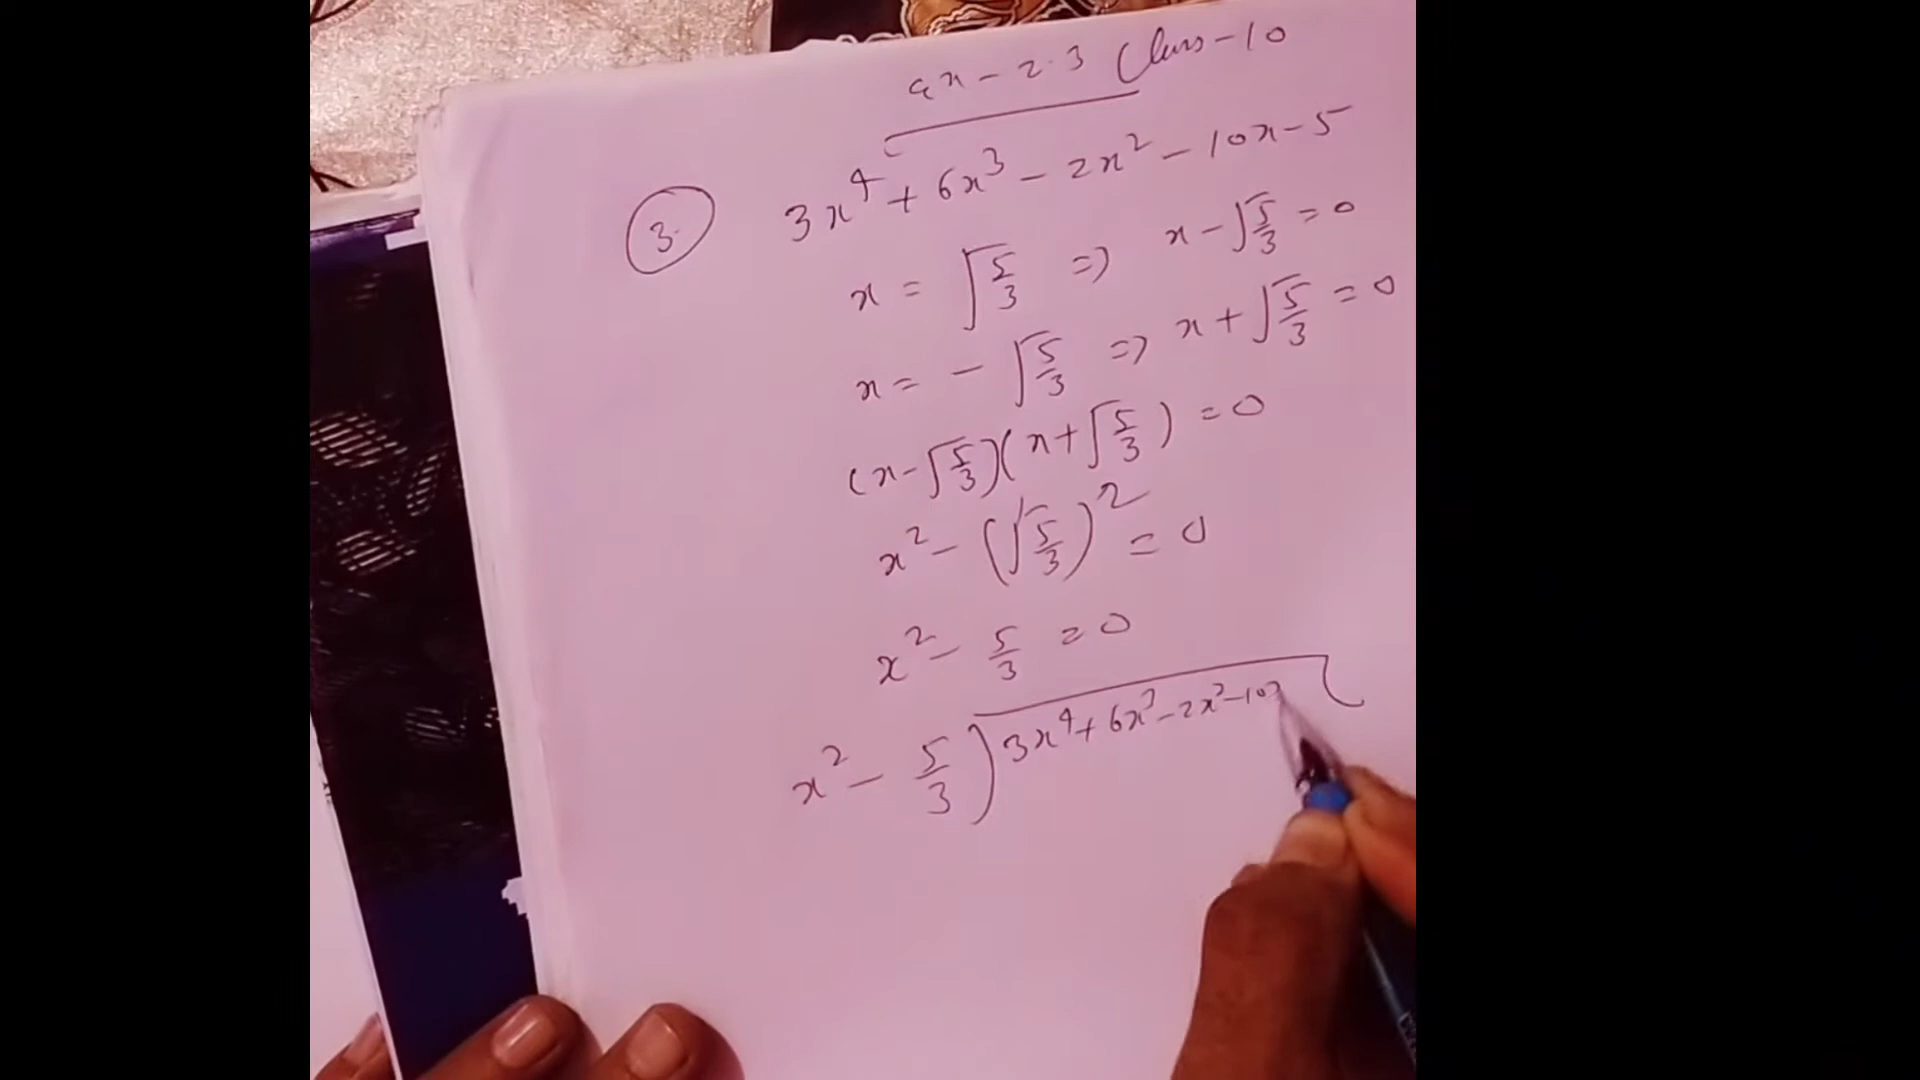 Ex - 2.3 Class - 10
3. 3x⁴ + 6x³ - 2x² - 10x - 5
x = √5/3 => x - √5/3 = 0
x = - √5/3 => x + √5/3 = 0
(x - √5/3)(x + √5/3) = 0
x² - (√5/3)² = 0
x² - 5/3 = 0
x² - 5/3 ) 3x⁴ + 6x³ - 2x² - 10x